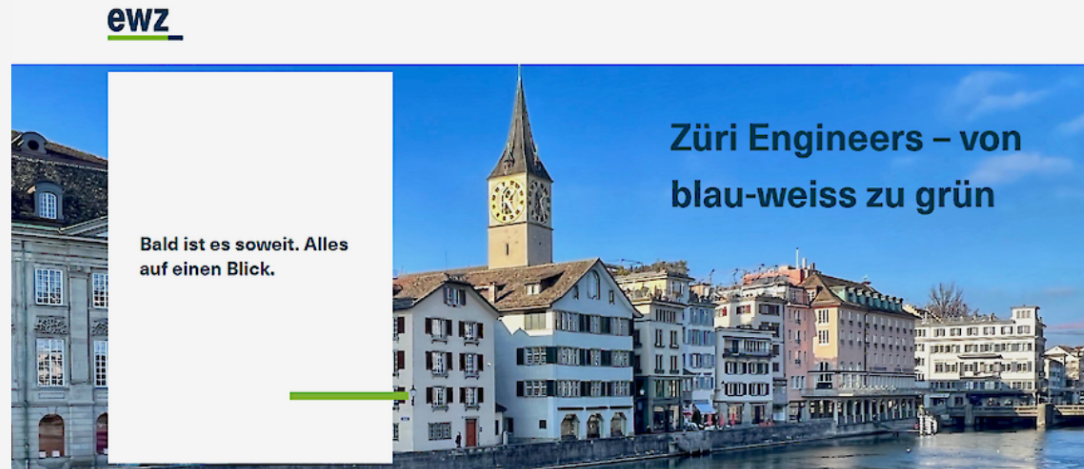 ewz
Züri Engineers – von
blau-weiss zu grün
Bald ist es soweit. Alles
auf einen Blick.